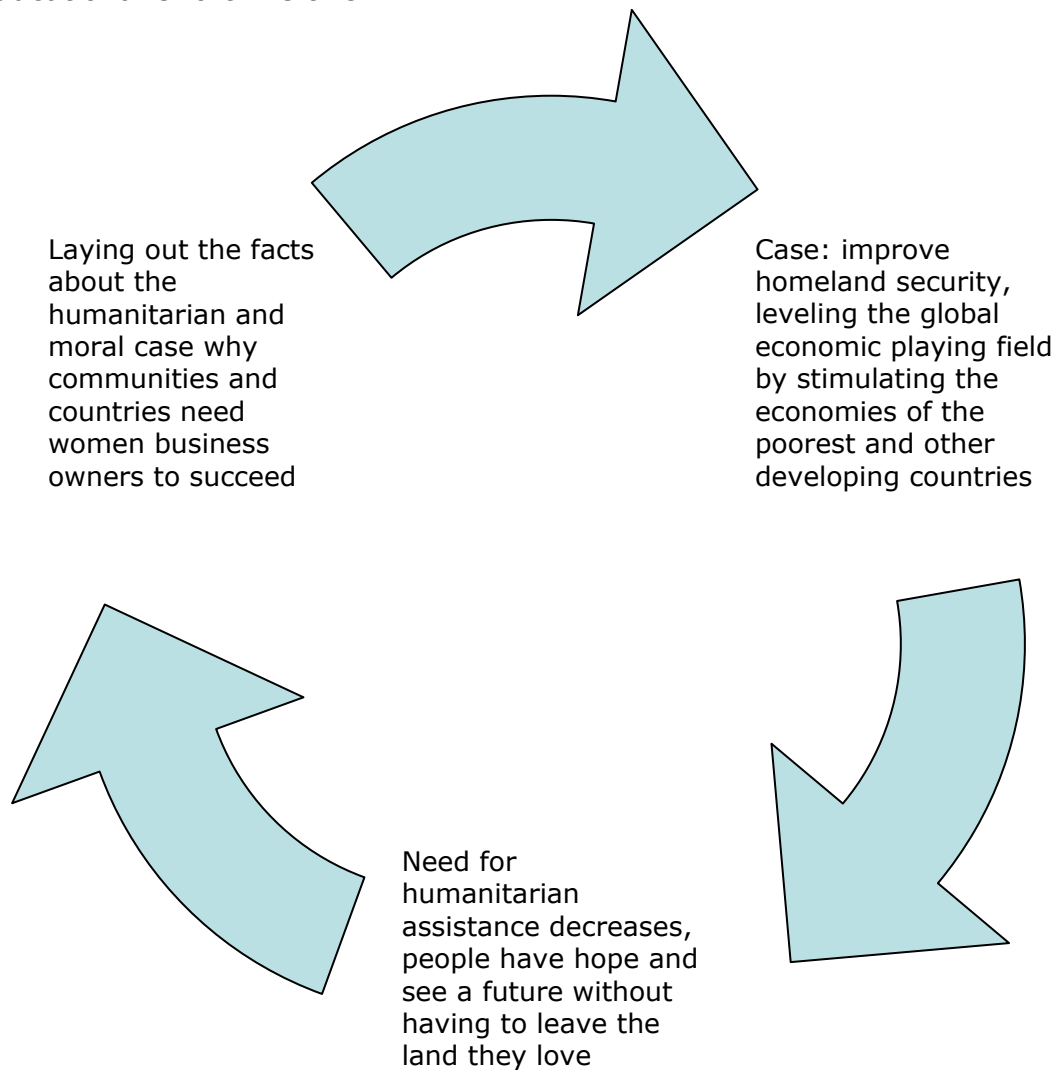 Laying out the facts
about the
humanitarian and
moral case why
communities and
countries need
women business
owners to succeed
Case: improve
homeland security,
leveling the global
economic playing field
by stimulating the
economies of the
poorest and other
developing countries
Need for
humanitarian
assistance decreases,
people have hope and
see a future without
having to leave the
land they love